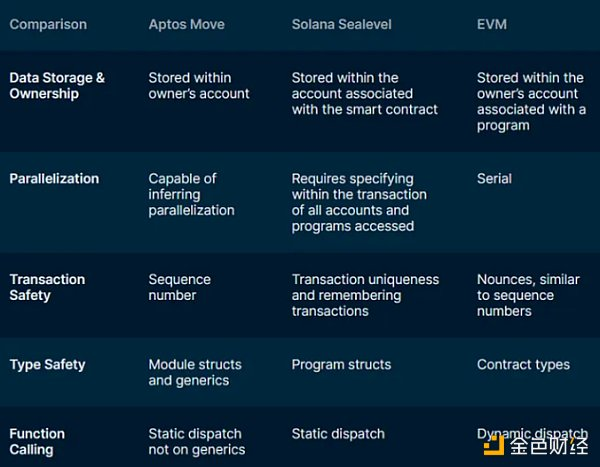 Comparison Aptos Move Solana Sealevel EVM
Data Storage & Stored within Stored within the Stored within the
Ownership owner's account account associated owner's account
with the smart contract associated with a
program
Parallelization Capable of Requires specifying Serial
inferring within the transaction
parallelization of all accounts and
programs accessed
Transaction Sequence Transaction uniqueness Nounces, similar
Safety number and remembering to sequence
transactions numbers
Type Safety Module structs Program structs Contract types
and generics
Function Static dispatch Static dispatch Dynamic dispatch
Calling not on generics
金色财经